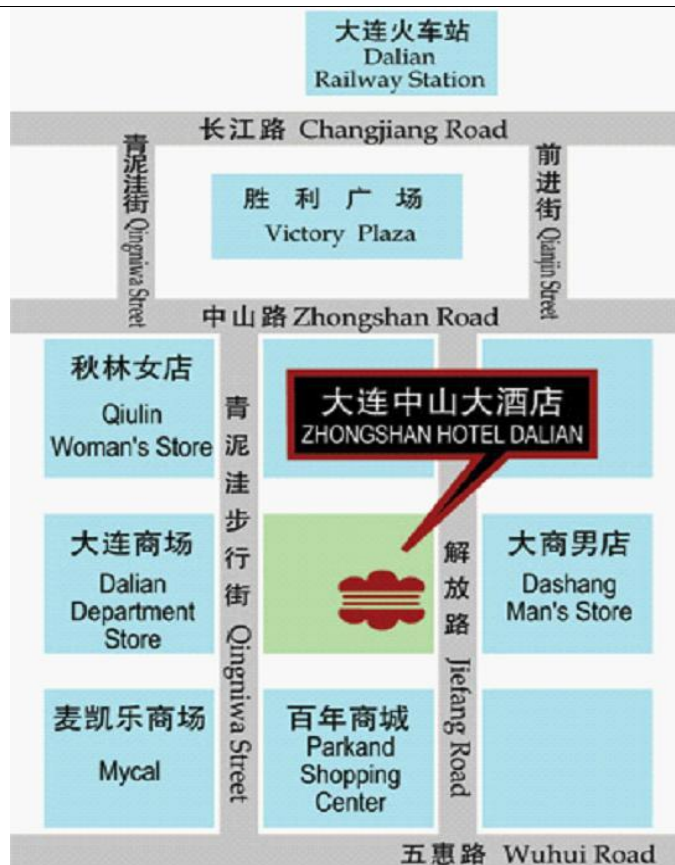 大连火车站
Dalian
Railway Station
长江路 Changjiang Road
青泥洼街 Qingniwa Street
胜利广场
Victory Plaza
前进街 Qianjin Street
中山路 Zhongshan Road
秋林女店
Qiulin
Woman's Store
青泥洼步行街 Qingniwa Street
大连中山大酒店
ZHONGSHAN HOTEL DALIAN
大连商场
Dalian
Department
Store
解放路 Jiefang Road
大商男店
Dashang
Man's Store
麦凯乐商场
Mycal
百年商城
Parkand
Shopping
Center
五惠路 Wuhui Road